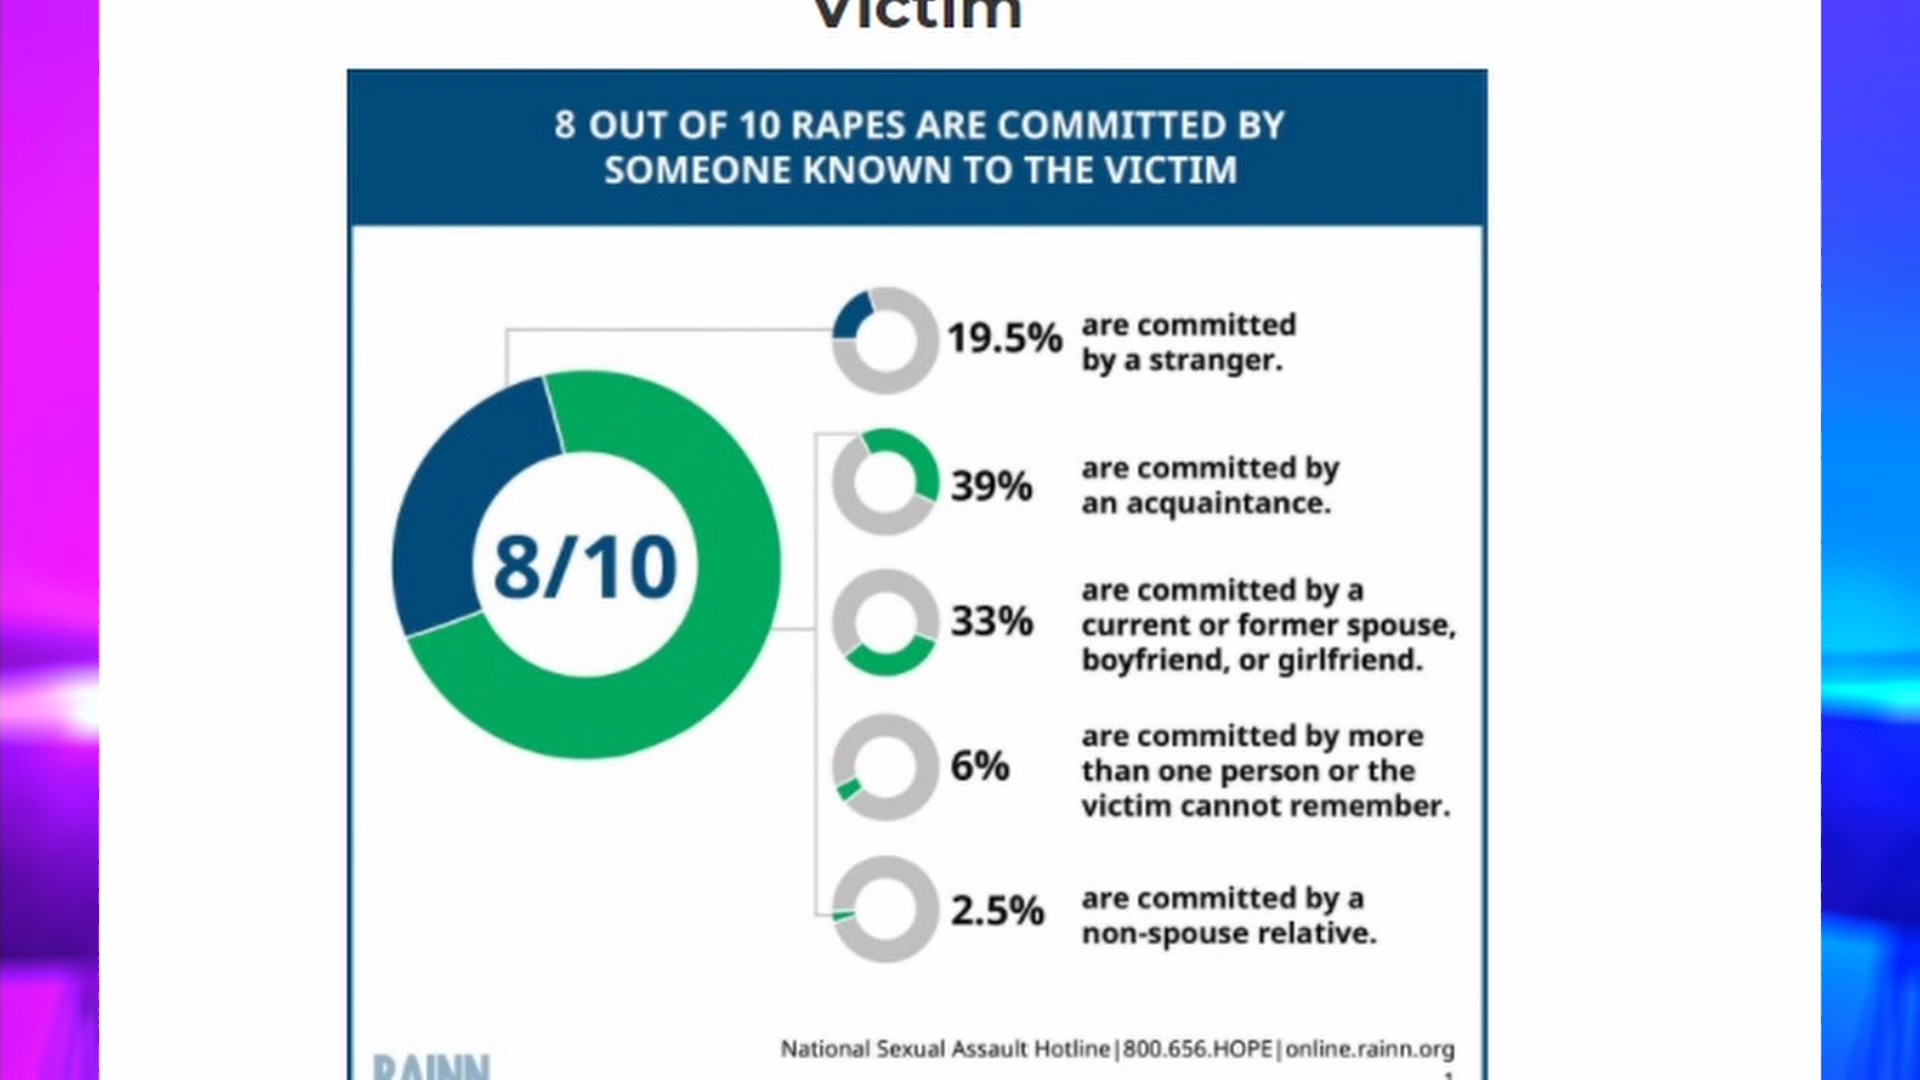 Victim
8 OUT OF 10 RAPES ARE COMMITTED BY
SOMEONE KNOWN TO THE VICTIM
8/10
19.5% are committed
by a stranger.
39% are committed by
an acquaintance.
33% are committed by a
current or former spouse,
boyfriend, or girlfriend.
6% are committed by more
than one person or the
victim cannot remember.
2.5% are committed by a
non-spouse relative.
National Sexual Assault Hotline|800.656.HOPE|online.rainn.org
RAINN